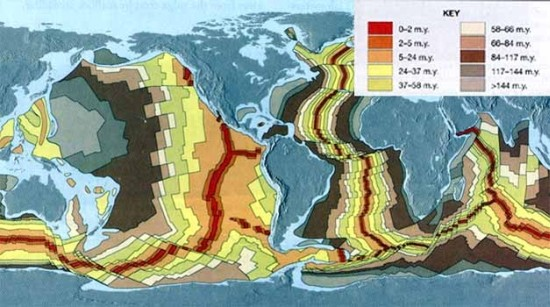 KEY
0–2 m.y.
2–5 m.y.
5–24 m.y.
24–37 m.y.
37–58 m.y.
58–66 m.y.
66–84 m.y.
84–117 m.y.
117–144 m.y.
>144 m.y.